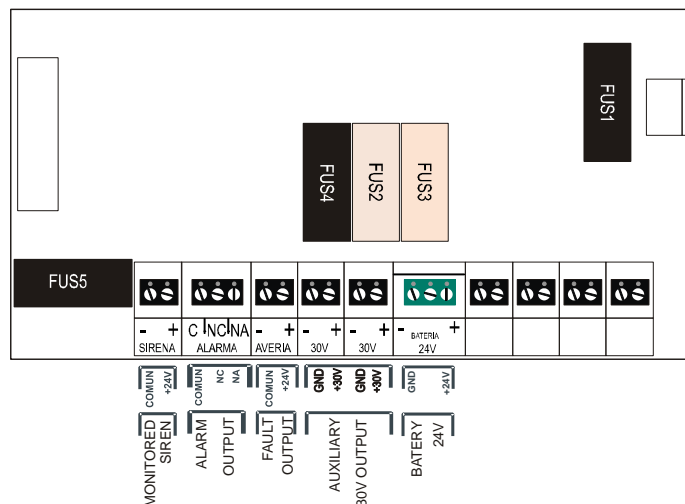 FUS1
FUS4
FUS2
FUS3
FUS5
- +
C NC NA
- +
- +
- +
- BATERIA +
SIRENA
ALARMA
AVERIA
30V
30V
24V
COMUN
+24V
COMUN
NC
NA
COMUN
+24V
GND
+30V
GND
+30V
GND
+24V
MONITORED
SIREN
ALARM
OUTPUT
FAULT
OUTPUT
AUXILIARY
30V OUTPUT
BATERY
24V